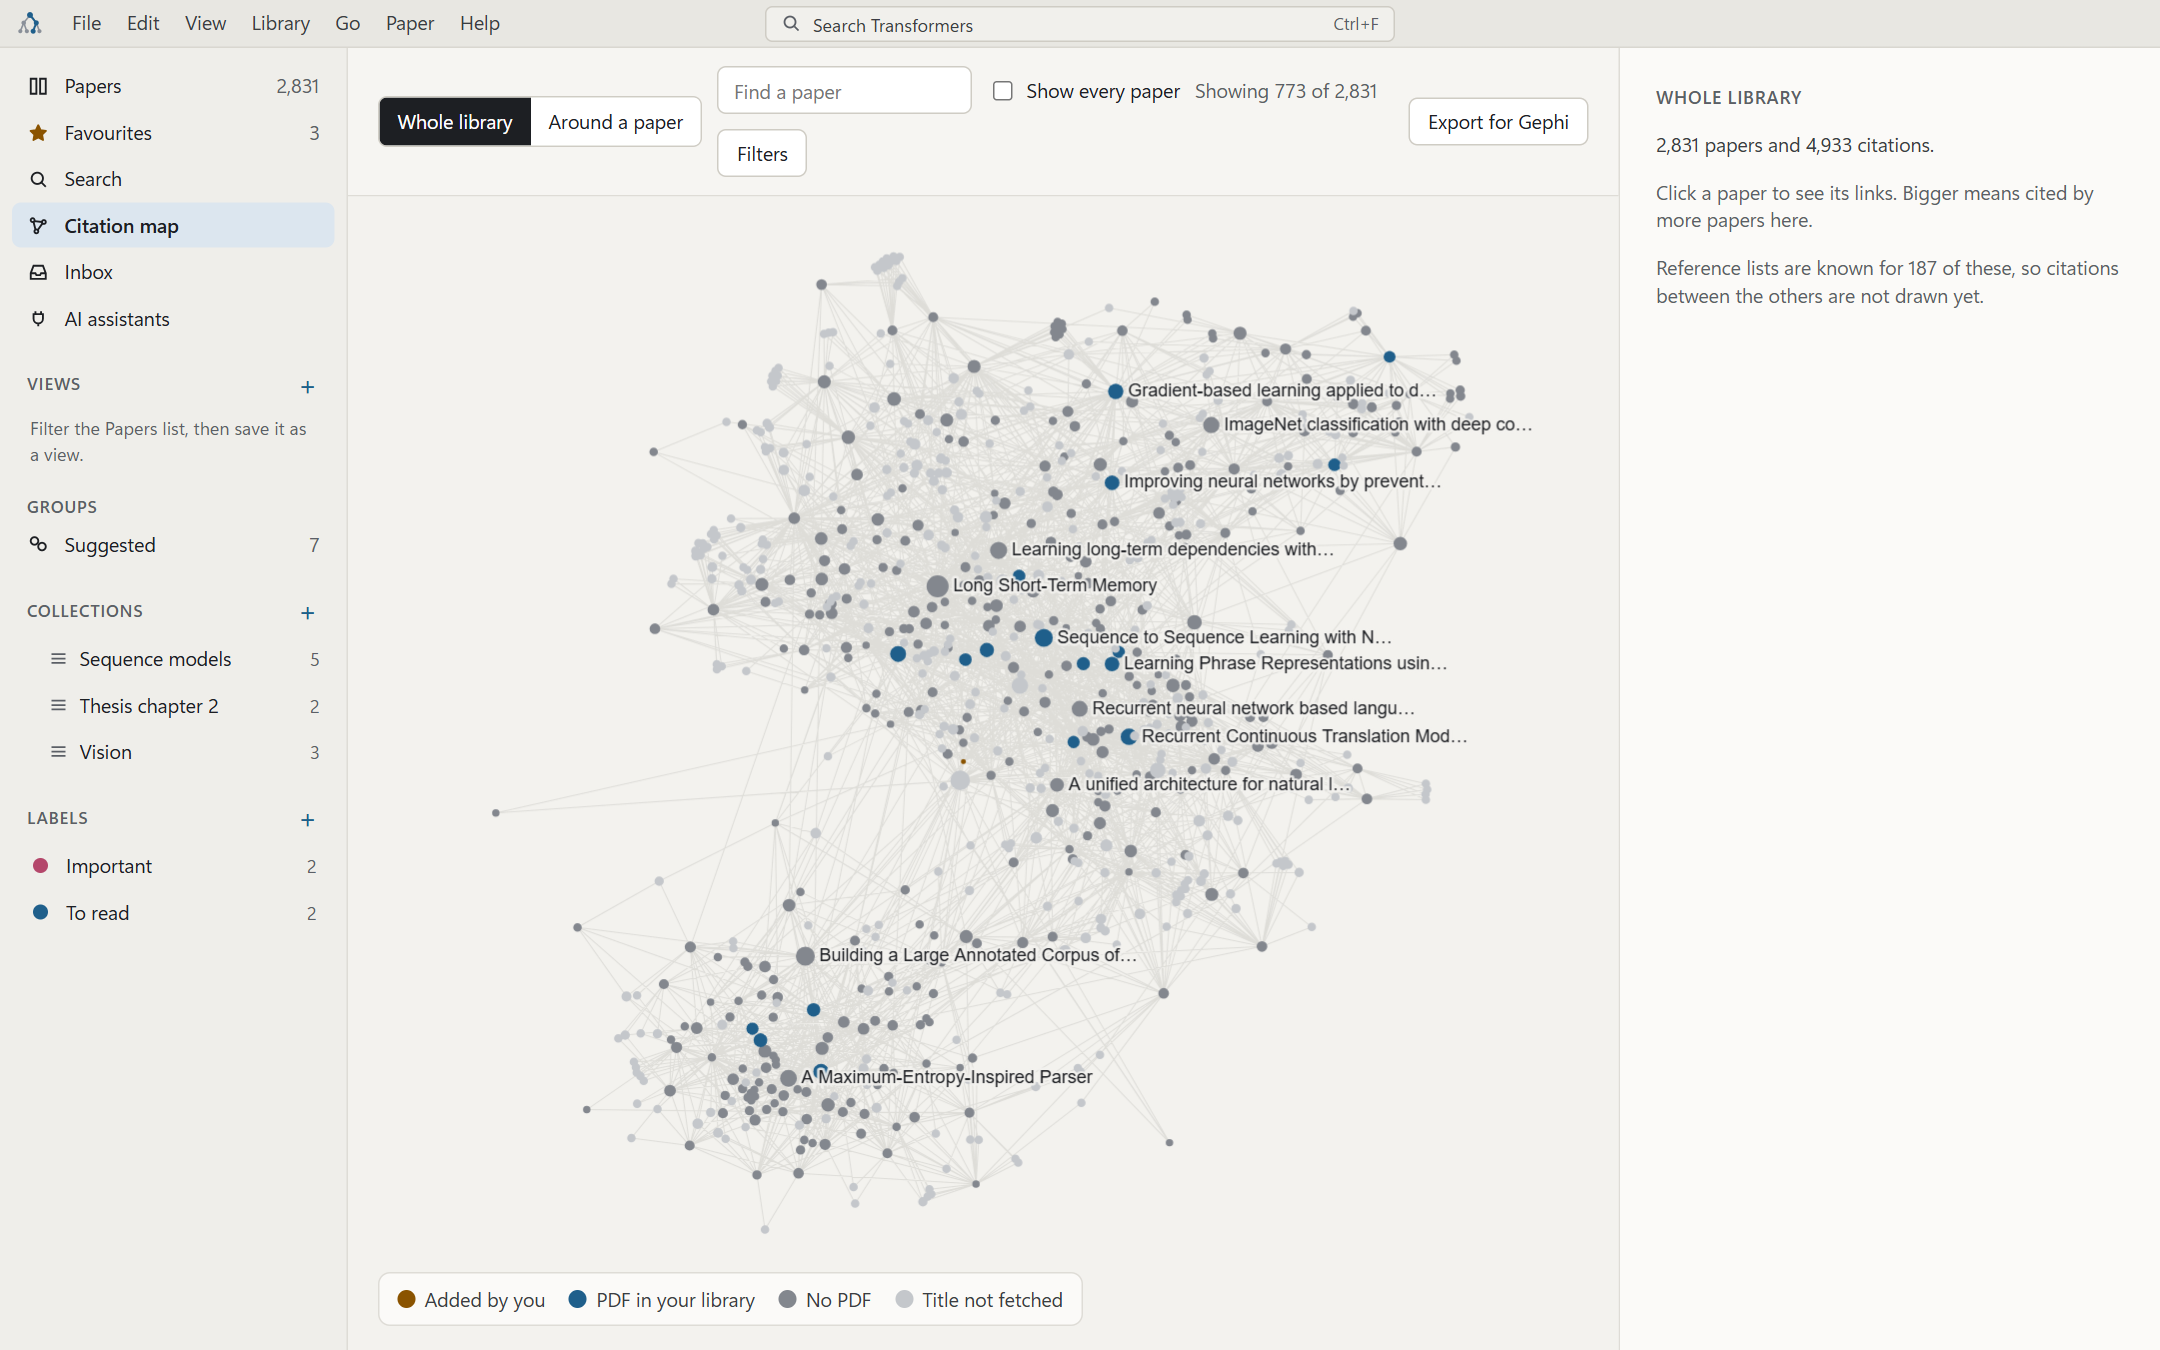 File Edit View Library Go Paper Help
Search Transformers Ctrl+F
Papers 2,831
Favourites 3
Search
Citation map
Inbox
AI assistants
VIEWS +
Filter the Papers list, then save it as
a view.
GROUPS
Suggested 7
COLLECTIONS +
Sequence models 5
Thesis chapter 2 2
Vision 3
LABELS +
Important 2
To read 2
Whole library Around a paper
Find a paper
Show every paper Showing 773 of 2,831
Filters
Export for Gephi
Gradient-based learning applied to d...
ImageNet classification with deep co...
Improving neural networks by prevent...
Learning long-term dependencies with...
Long Short-Term Memory
Sequence to Sequence Learning with N...
Learning Phrase Representations usin...
Recurrent neural network based langu...
Recurrent Continuous Translation Mod...
A unified architecture for natural l...
Building a Large Annotated Corpus of...
A Maximum-Entropy-Inspired Parser
Added by you PDF in your library No PDF Title not fetched
WHOLE LIBRARY
2,831 papers and 4,933 citations.
Click a paper to see its links. Bigger means cited by
more papers here.
Reference lists are known for 187 of these, so citations
between the others are not drawn yet.